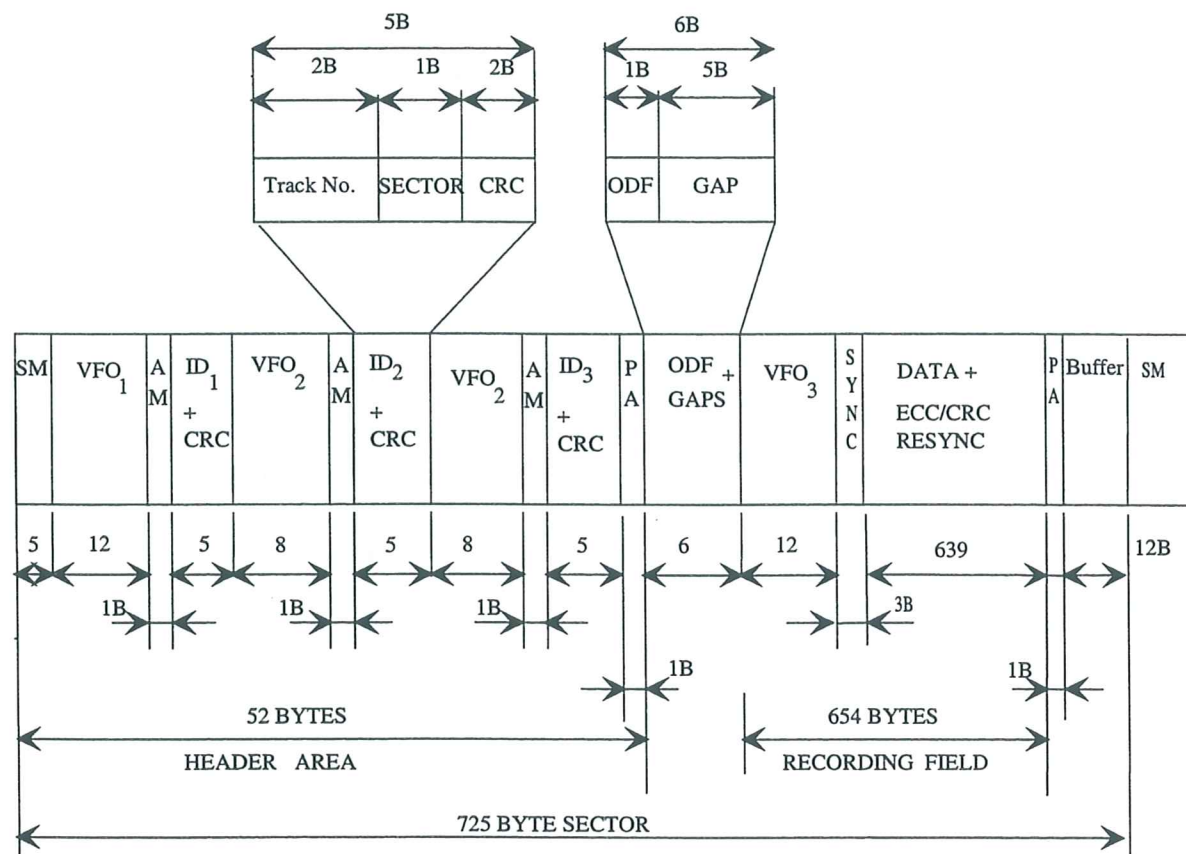 5B
6B
2B 1B 2B
1B 5B
Track No. SECTOR CRC
ODF GAP
SM
VFO1
AM
ID1 + CRC
VFO2
AM
ID2 + CRC
VFO2
AM
ID3 + CRC
PA
ODF + GAPS
VFO3
SYNC
DATA + ECC/CRC RESYNC
PA
Buffer
SM
5 12 5 8 5 8 5 6 12 639 12B
1B 1B 1B 3B
1B 1B
52 BYTES 654 BYTES
HEADER AREA RECORDING FIELD
725 BYTE SECTOR